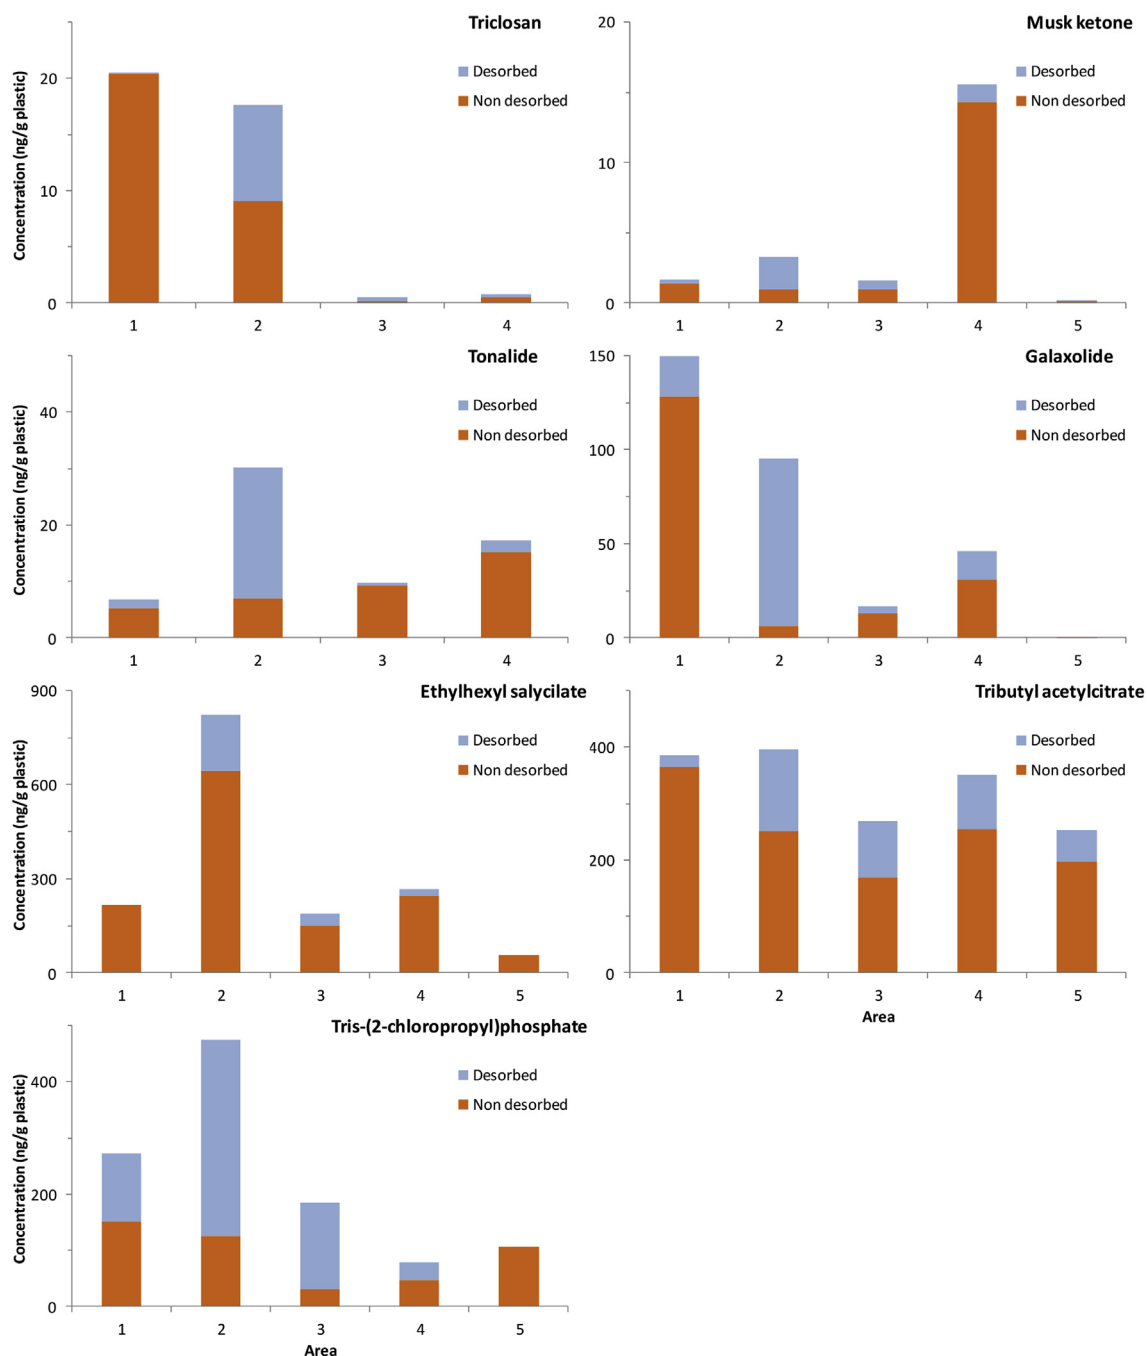 Triclosan
Concentration (ng/g plastic)
20
10
0
Desorbed
Non desorbed
1 2 3 4
Musk ketone
20
10
0
Desorbed
Non desorbed
1 2 3 4 5
Tonalide
Concentration (ng/g plastic)
40
20
0
Desorbed
Non desorbed
1 2 3 4
Galaxolide
150
100
50
0
Desorbed
Non desorbed
1 2 3 4 5
Ethylhexyl salycilate
Concentration (ng/g plastic)
900
600
300
0
Desorbed
Non desorbed
1 2 3 4 5
Tributyl acetylcitrate
400
200
0
Desorbed
Non desorbed
1 2 3 4 5
Area
Tris-(2-chloropropyl)phosphate
Concentration (ng/g plastic)
400
200
0
Desorbed
Non desorbed
1 2 3 4 5
Area